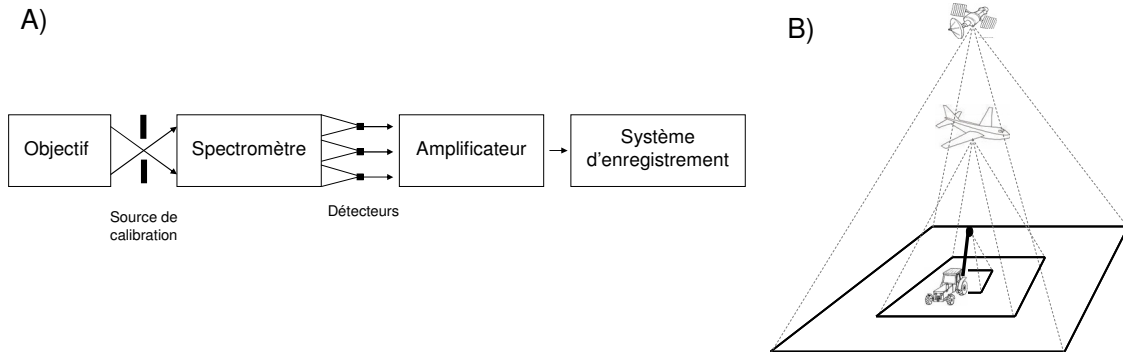 A)
Objectif
Source de
calibration
Spectromètre
Détecteurs
Amplificateur
Système
d'enregistrement
B)